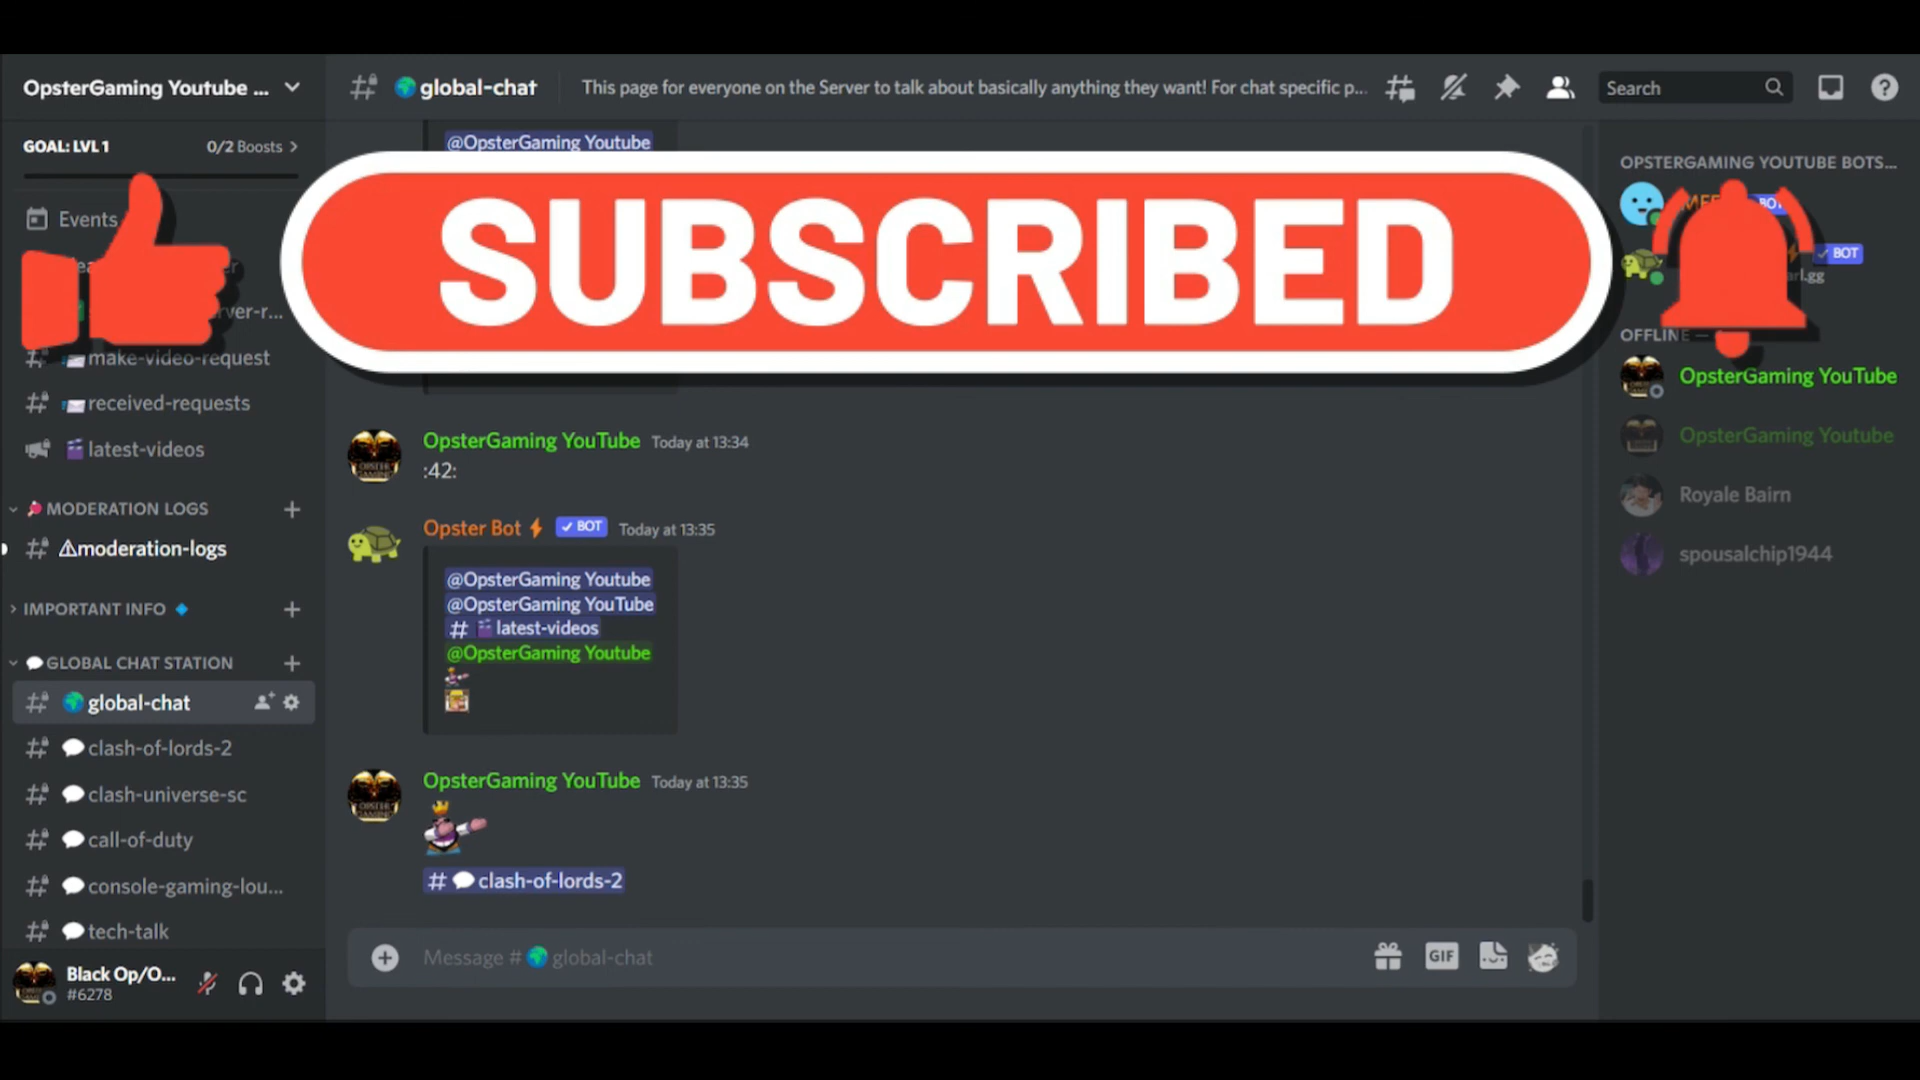 OpsterGaming Youtube ...
global-chat
This page for everyone on the Server to talk about basically anything they want! For chat specific p...
Search
GOAL: LVL 1
0/2 Boosts
Events
make-video-request
received-requests
latest-videos
MODERATION LOGS
moderation-logs
IMPORTANT INFO
GLOBAL CHAT STATION
global-chat
clash-of-lords-2
clash-universe-sc
call-of-duty
console-gaming-lou...
tech-talk
Black Op/O...
#6278
@OpsterGaming Youtube
SUBSCRIBED
OpsterGaming YouTube Today at 13:34
:42:
Opster Bot BOT Today at 13:35
@OpsterGaming Youtube
@OpsterGaming YouTube
# latest-videos
@OpsterGaming Youtube
OpsterGaming YouTube Today at 13:35
# clash-of-lords-2
Message # global-chat
GIF
OPSTERGAMING YOUTUBE BOTS...
BOT
OFFLINE —
OpsterGaming YouTube
OpsterGaming Youtube
Royale Bairn
spousalchip1944